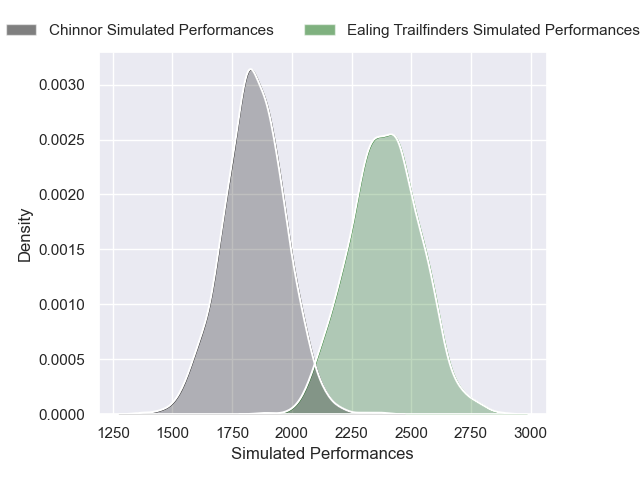 Chinnor Simulated Performances
Ealing Trailfinders Simulated Performances
0.0030
0.0025
0.0020
0.0015
0.0010
0.0005
0.0000
Density
1250 1500 1750 2000 2250 2500 2750 3000
Simulated Performances